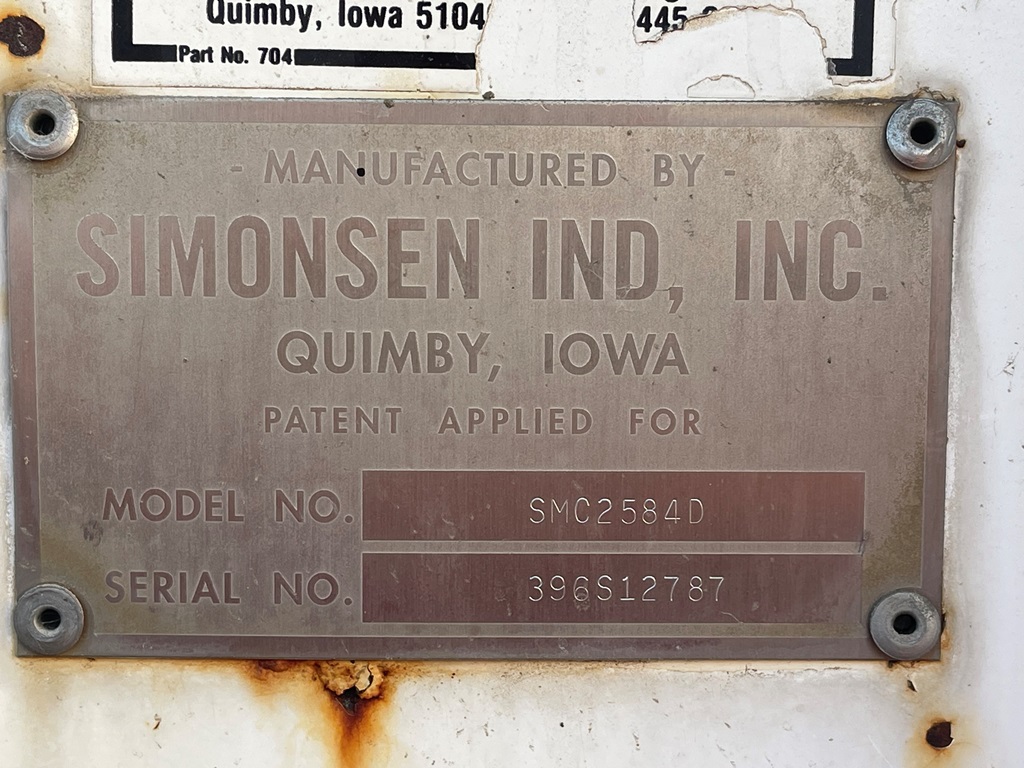 Quimby, Iowa 5104
445-
Part No. 704
- MANUFACTURED BY -
SIMONSEN IND, INC.
QUIMBY, IOWA
PATENT APPLIED FOR
MODEL NO. SMC2584D
SERIAL NO. 396S12787